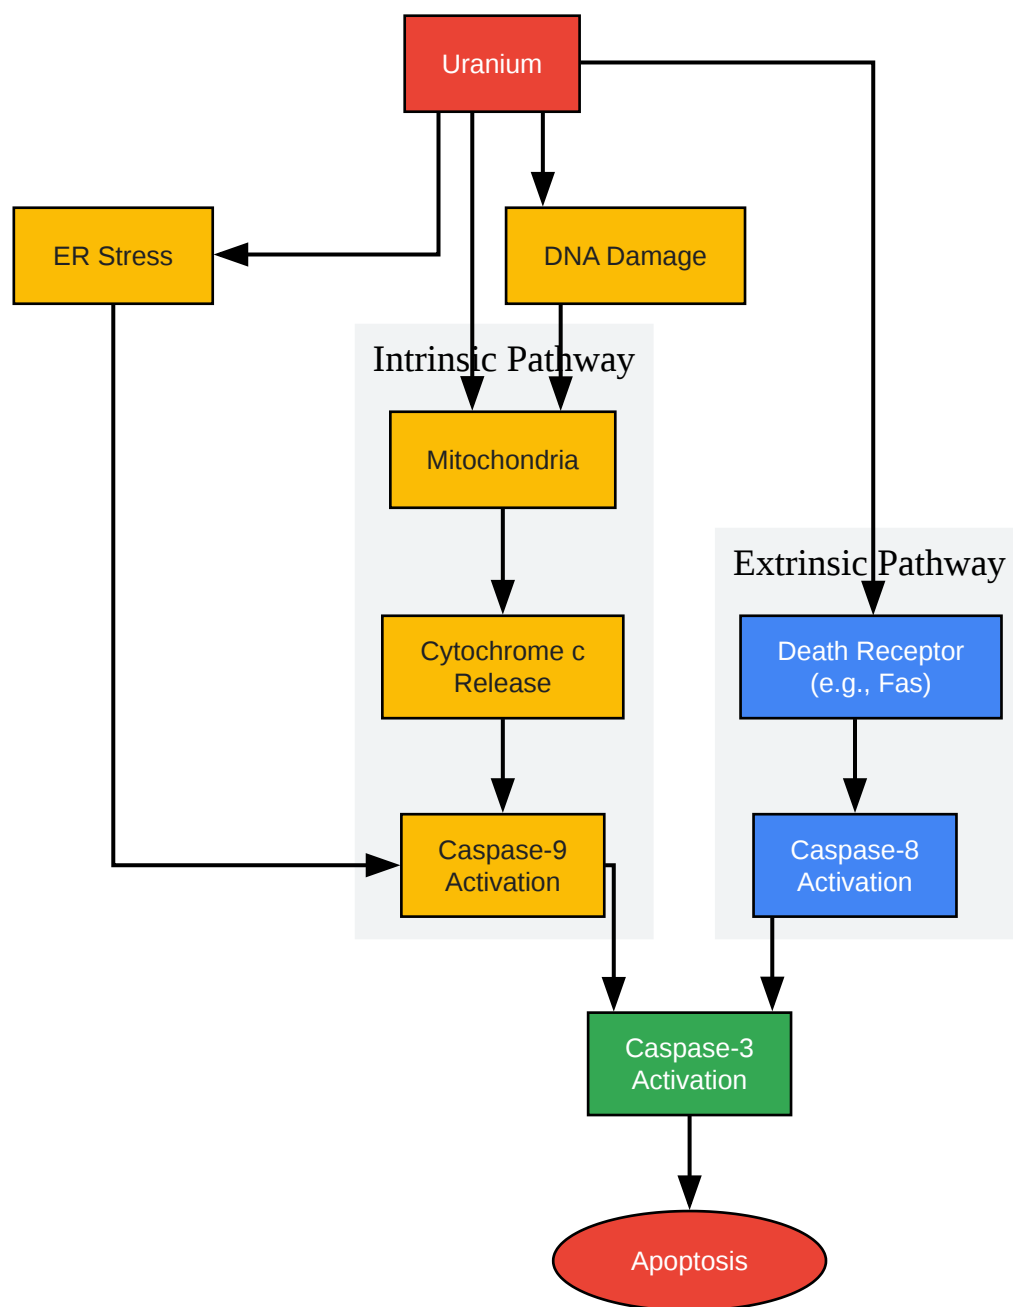 Uranium
ER Stress
DNA Damage
Intrinsic Pathway
Mitochondria
Extrinsic Pathway
Cytochrome c
Release
Death Receptor
(e.g., Fas)
Caspase-9
Activation
Caspase-8
Activation
Caspase-3
Activation
Apoptosis